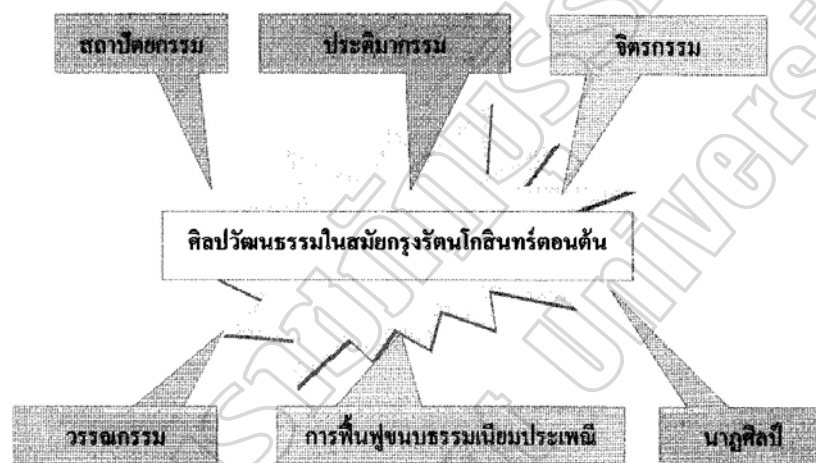 สถาปัตยกรรม
ประติมากรรม
จิตรกรรม
ศิลปวัฒนธรรมในสมัยกรุงรัตนโกสินทร์ตอนต้น
วรรณกรรม
การฟื้นฟูขนบธรรมเนียมประเพณี
นาฏศิลป์